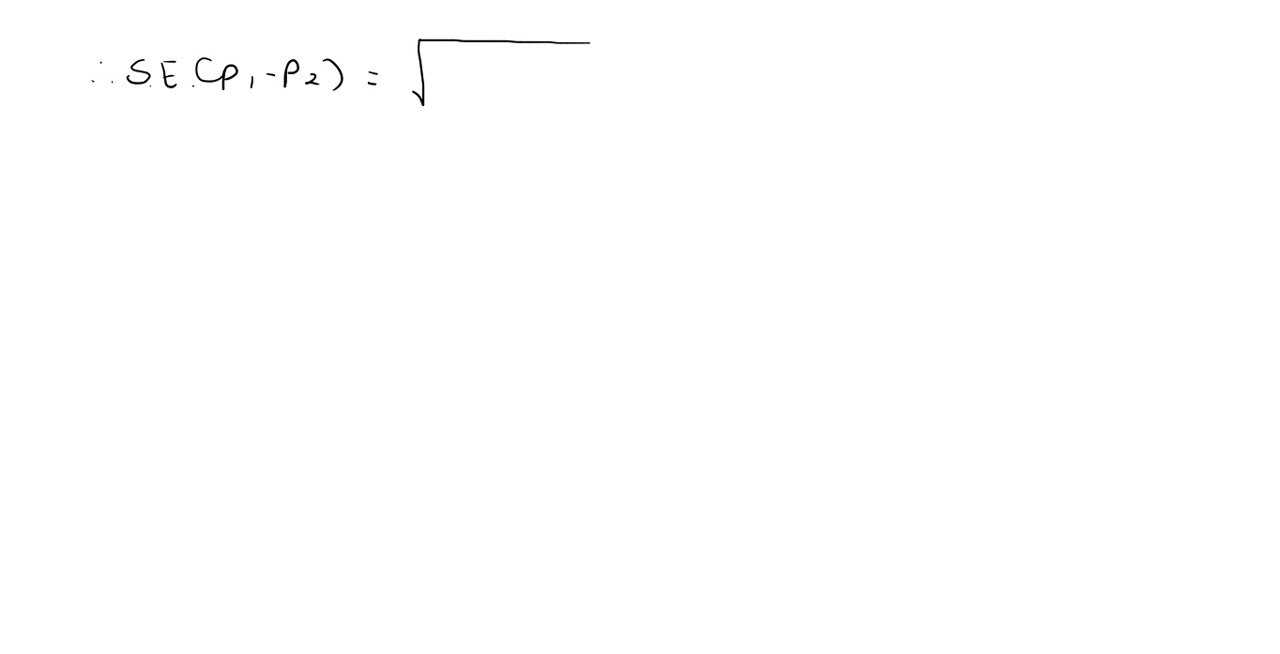 ∴ S.E.(p₁-p₂) = √